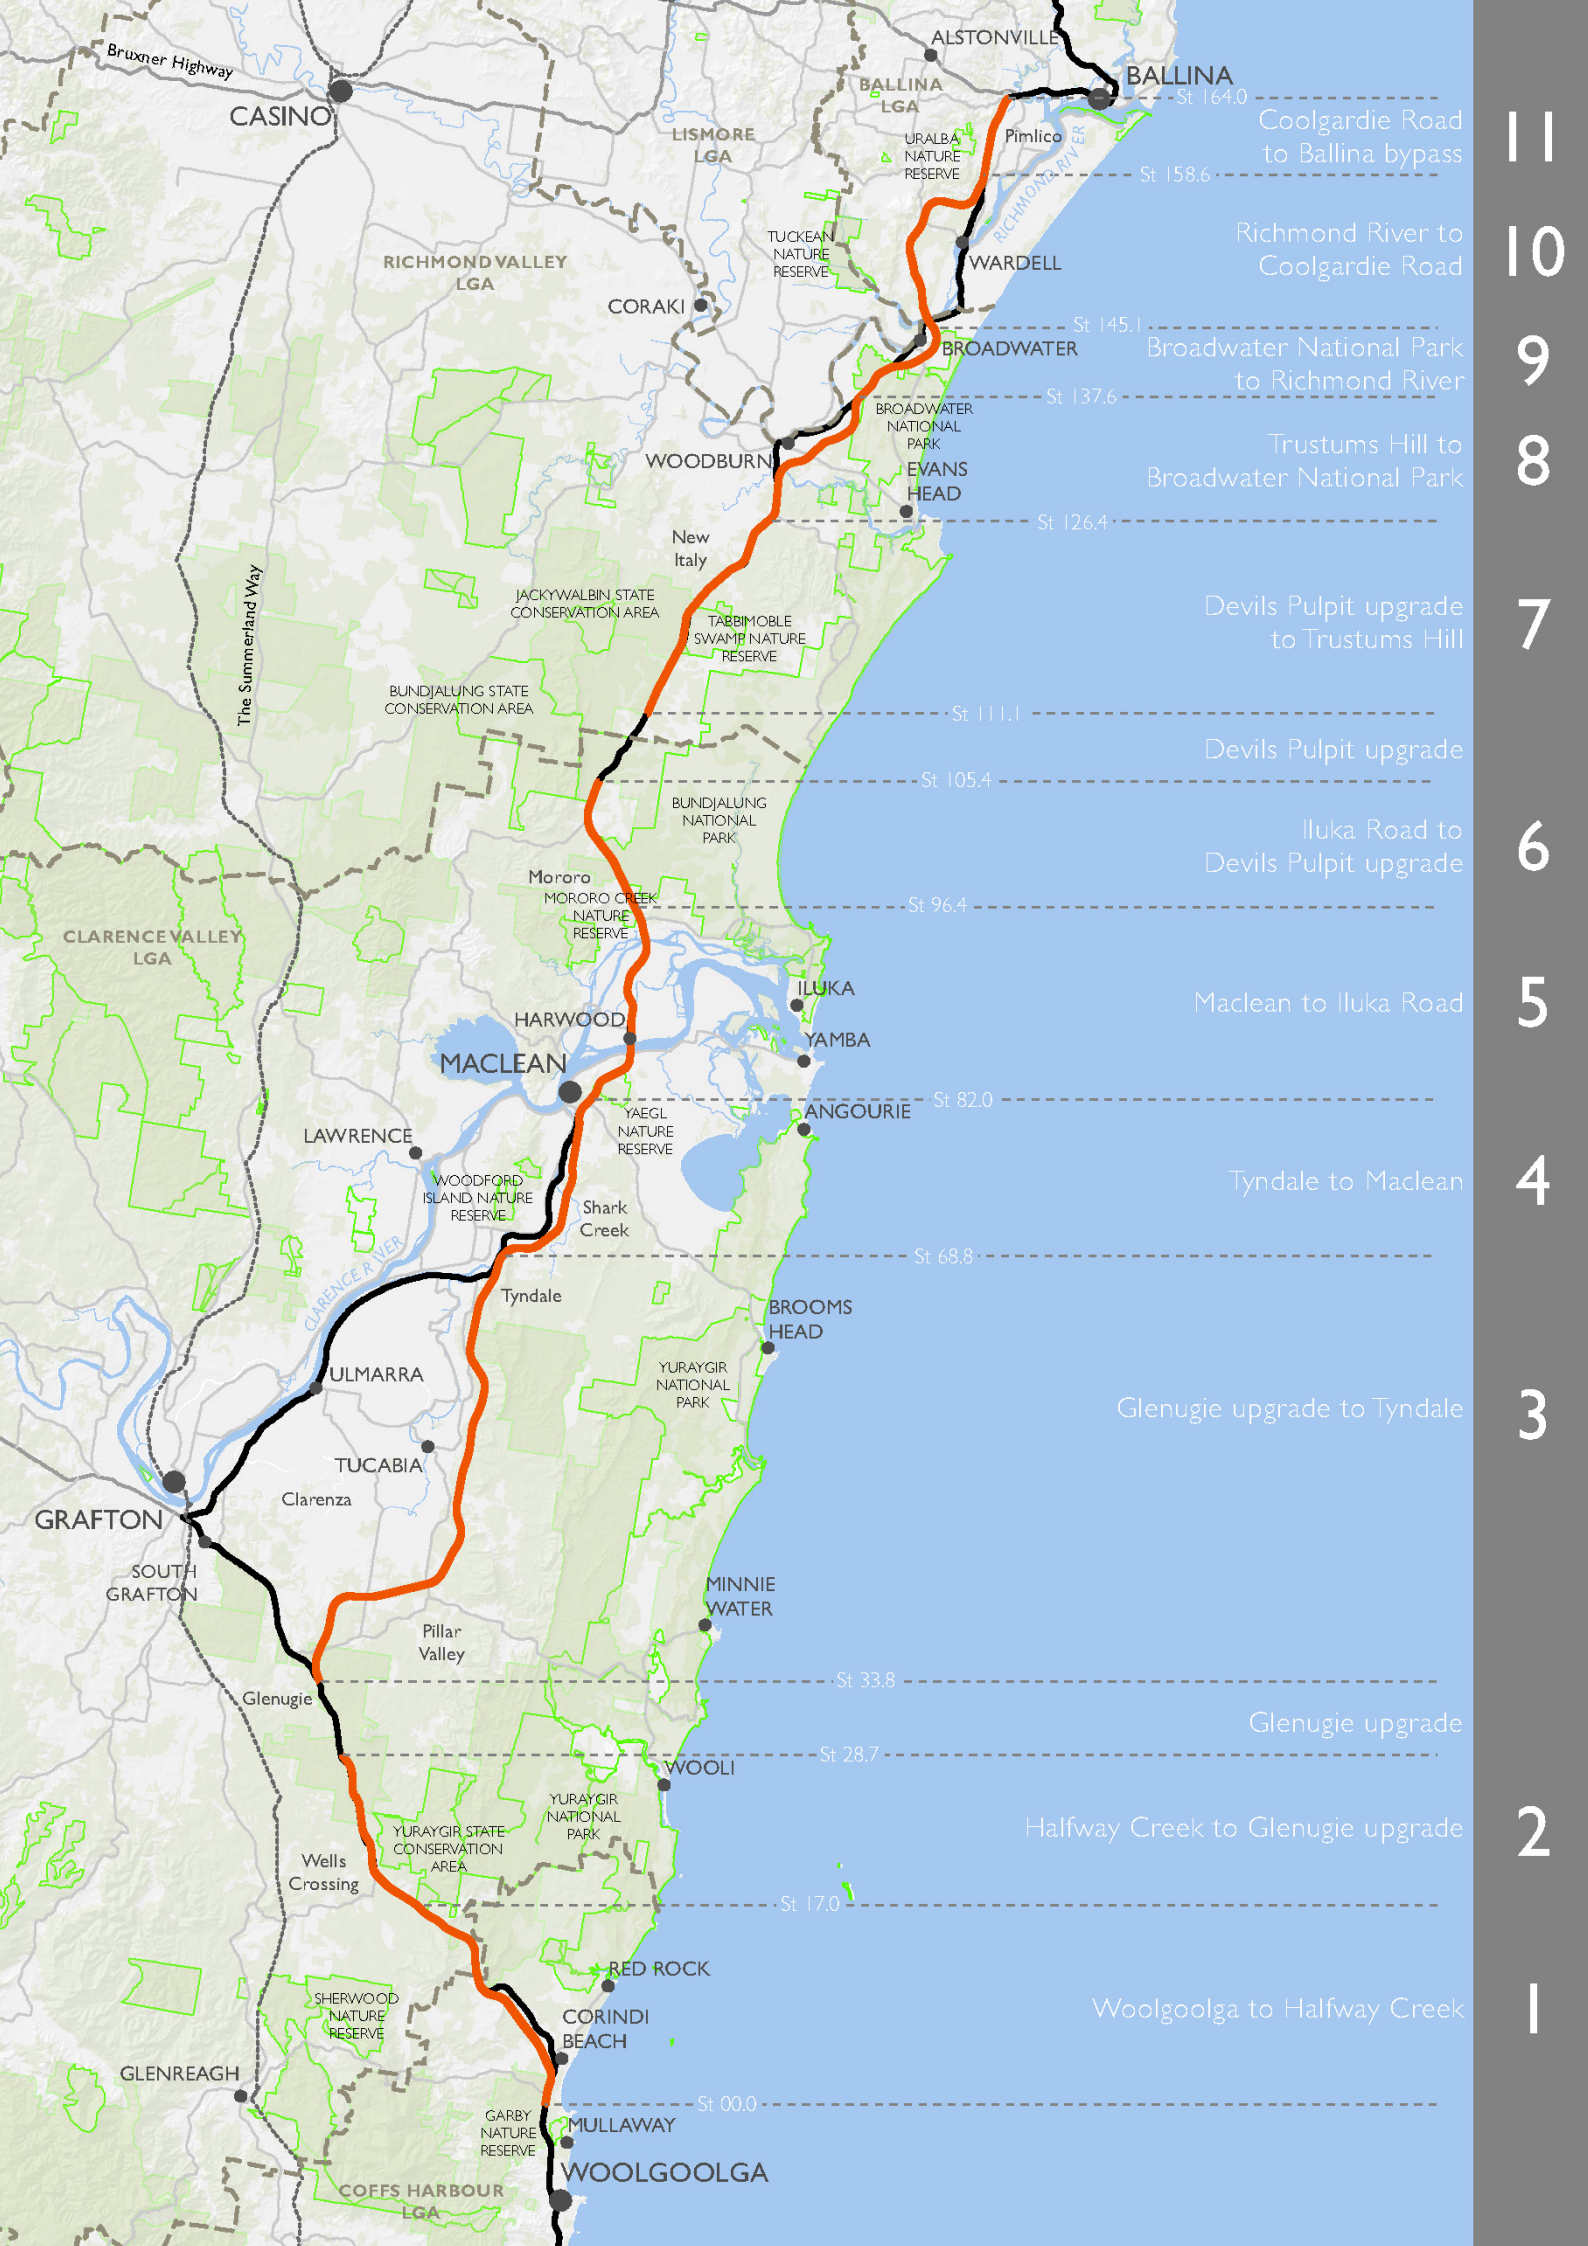 ALSTONVILLE
Bruxner Highway
BALLINA
BALLINA
LGA
St 164.0
CASINO
LISMORE
LGA
URALBA
NATURE
RESERVE
Pimlico
Coolgardie Road
to Ballina bypass
11
St 158.6
RICHMOND RIVER
TUCKEAN
NATURE
RESERVE
Richmond River to
Coolgardie Road
10
RICHMOND VALLEY
LGA
WARDELL
CORAKI
St 145.1
BROADWATER
Broadwater National Park
to Richmond River
9
St 137.6
BROADWATER
NATIONAL
PARK
WOODBURN
EVANS
HEAD
Trustums Hill to
Broadwater National Park
8
St 126.4
New
Italy
The Summerland Way
JACKYWALBIN STATE
CONSERVATION AREA
TABBIMOBLE
SWAMP NATURE
RESERVE
Devils Pulpit upgrade
to Trustums Hill
7
BUNDJALUNG STATE
CONSERVATION AREA
St 111.1
Devils Pulpit upgrade
St 105.4
BUNDJALUNG
NATIONAL
PARK
Iluka Road to
Devils Pulpit upgrade
6
Mororo
MORORO CREEK
NATURE
RESERVE
St 96.4
CLARENCE VALLEY
LGA
ILUKA
Maclean to Iluka Road
5
HARWOOD
YAMBA
MACLEAN
St 82.0
YAEGL
NATURE
RESERVE
ANGOURIE
LAWRENCE
WOODFORD
ISLAND NATURE
RESERVE
Tyndale to Maclean
4
Shark
Creek
CLARENCE RIVER
St 68.8
Tyndale
BROOMS
HEAD
ULMARRA
YURAYGIR
NATIONAL
PARK
Glenugie upgrade to Tyndale
3
TUCABIA
Clarenza
GRAFTON
SOUTH
GRAFTON
MINNIE
WATER
Pillar
Valley
St 33.8
Glenugie
Glenugie upgrade
St 28.7
WOOLI
YURAYGIR
NATIONAL
PARK
YURAYGIR STATE
CONSERVATION
AREA
Halfway Creek to Glenugie upgrade
2
Wells
Crossing
St 17.0
RED ROCK
SHERWOOD
NATURE
RESERVE
CORINDI
BEACH
Woolgoolga to Halfway Creek
1
GLENREAGH
St 00.0
GARBY
NATURE
RESERVE
MULLAWAY
WOOLGOOLGA
COFFS HARBOUR
LGA